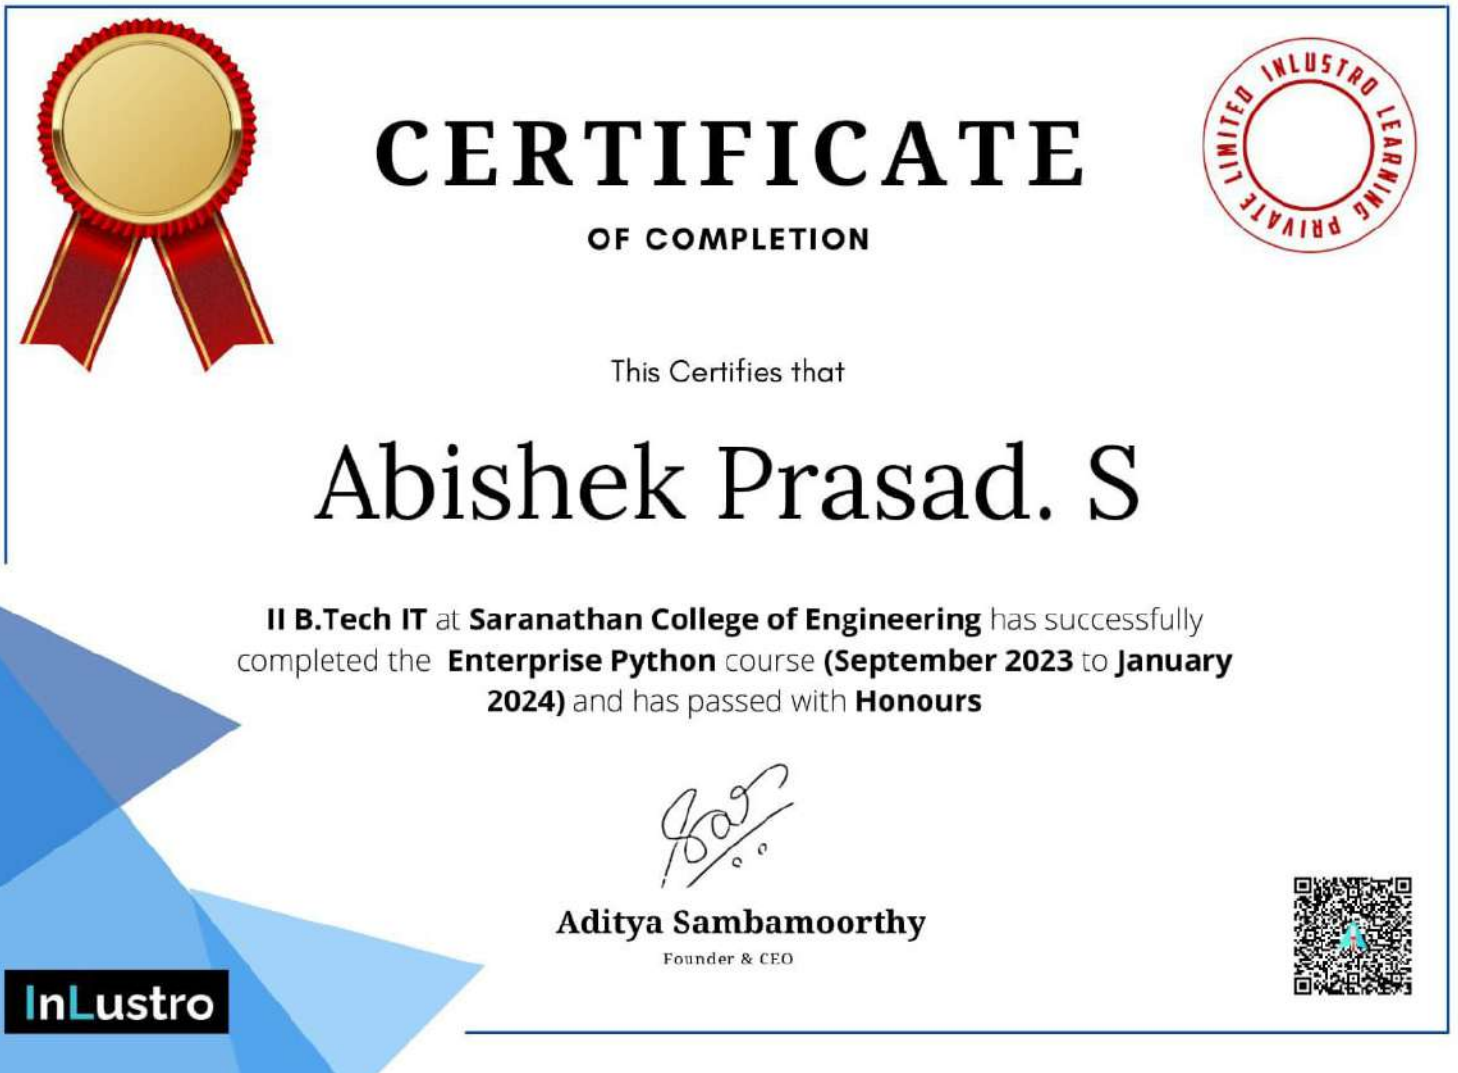 CERTIFICATE
OF COMPLETION
INLUSTRO LEARNING PRIVATE LIMITED
This Certifies that
Abishek Prasad. S
II B.Tech IT at Saranathan College of Engineering has successfully
completed the Enterprise Python course (September 2023 to January
2024) and has passed with Honours
Aditya Sambamoorthy
Founder & CEO
InLustro